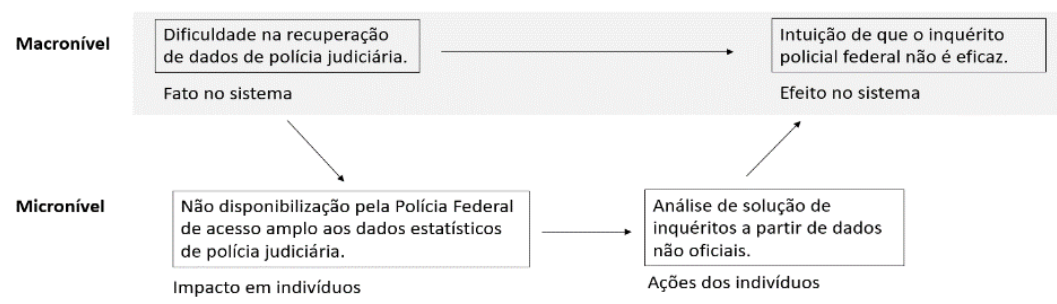 Macronível
Dificuldade na recuperação
de dados de polícia judiciária.
Fato no sistema
Intuição de que o inquérito
policial federal não é eficaz.
Efeito no sistema
Micronível
Não disponibilização pela Polícia Federal
de acesso amplo aos dados estatísticos
de polícia judiciária.
Impacto em indivíduos
Análise de solução de
inquéritos a partir de dados
não oficiais.
Ações dos indivíduos